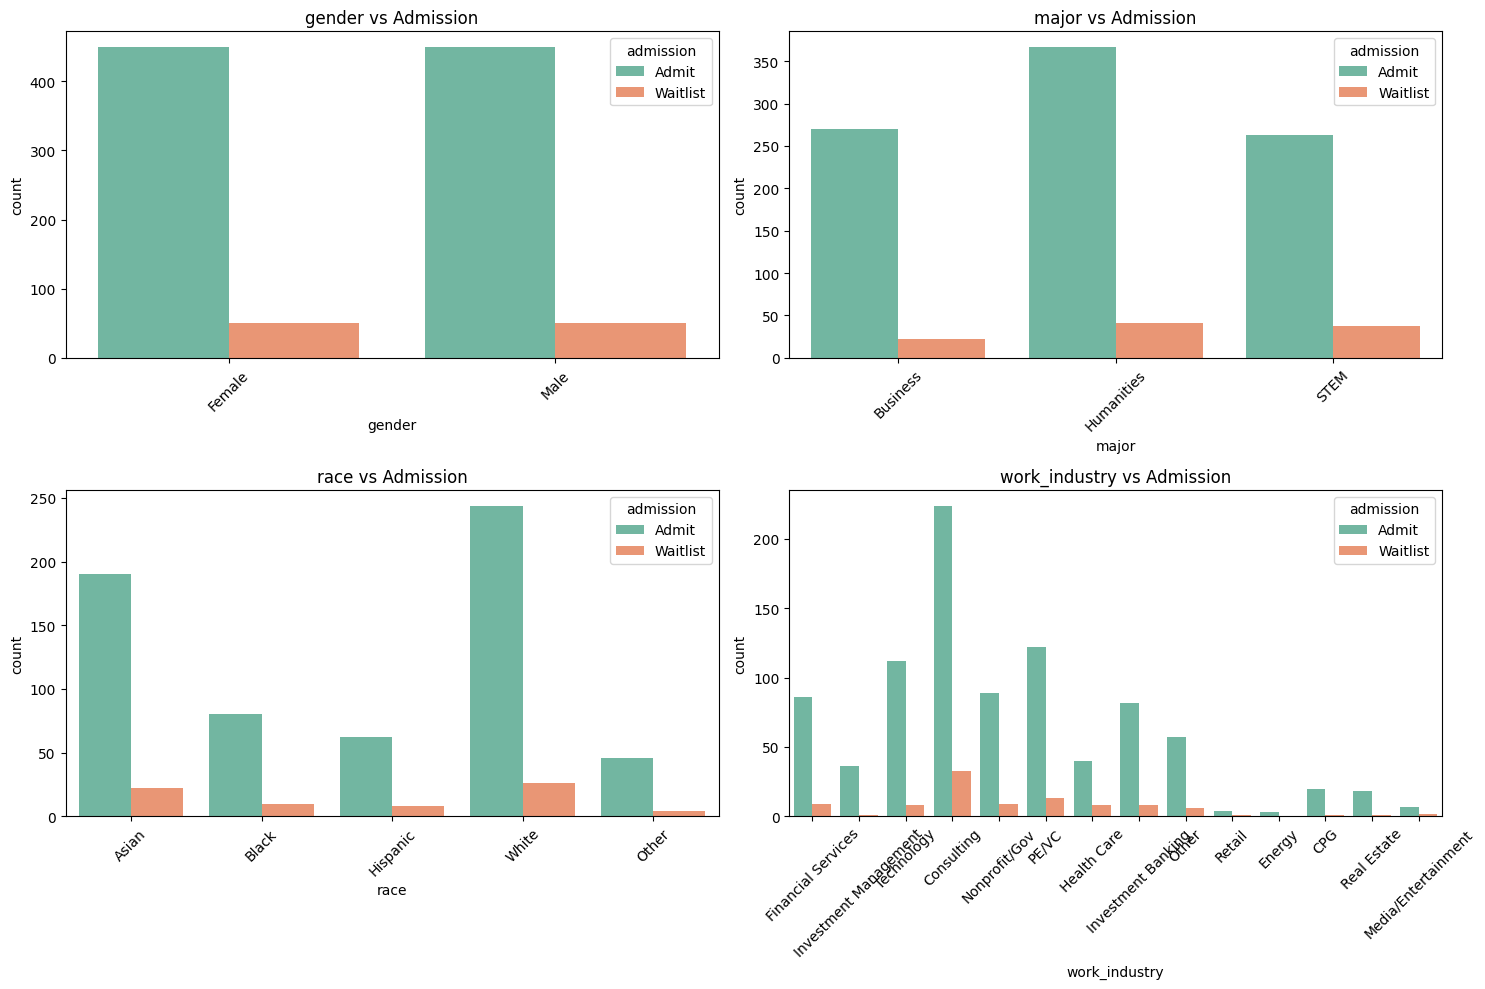 gender vs Admission
400
300
200
100
0
count
Female
Male
gender
admission
Admit
Waitlist
major vs Admission
350
300
250
200
150
100
50
0
count
Business
Humanities
STEM
major
admission
Admit
Waitlist
race vs Admission
250
200
150
100
50
0
count
Asian
Black
Hispanic
White
Other
race
admission
Admit
Waitlist
work_industry vs Admission
200
150
100
50
0
count
Financial Services
Investment Management
Technology
Consulting
Nonprofit/Gov
PE/VC
Health Care
Investment Banking
Other
Retail
Energy
CPG
Real Estate
Media/Entertainment
work_industry
admission
Admit
Waitlist